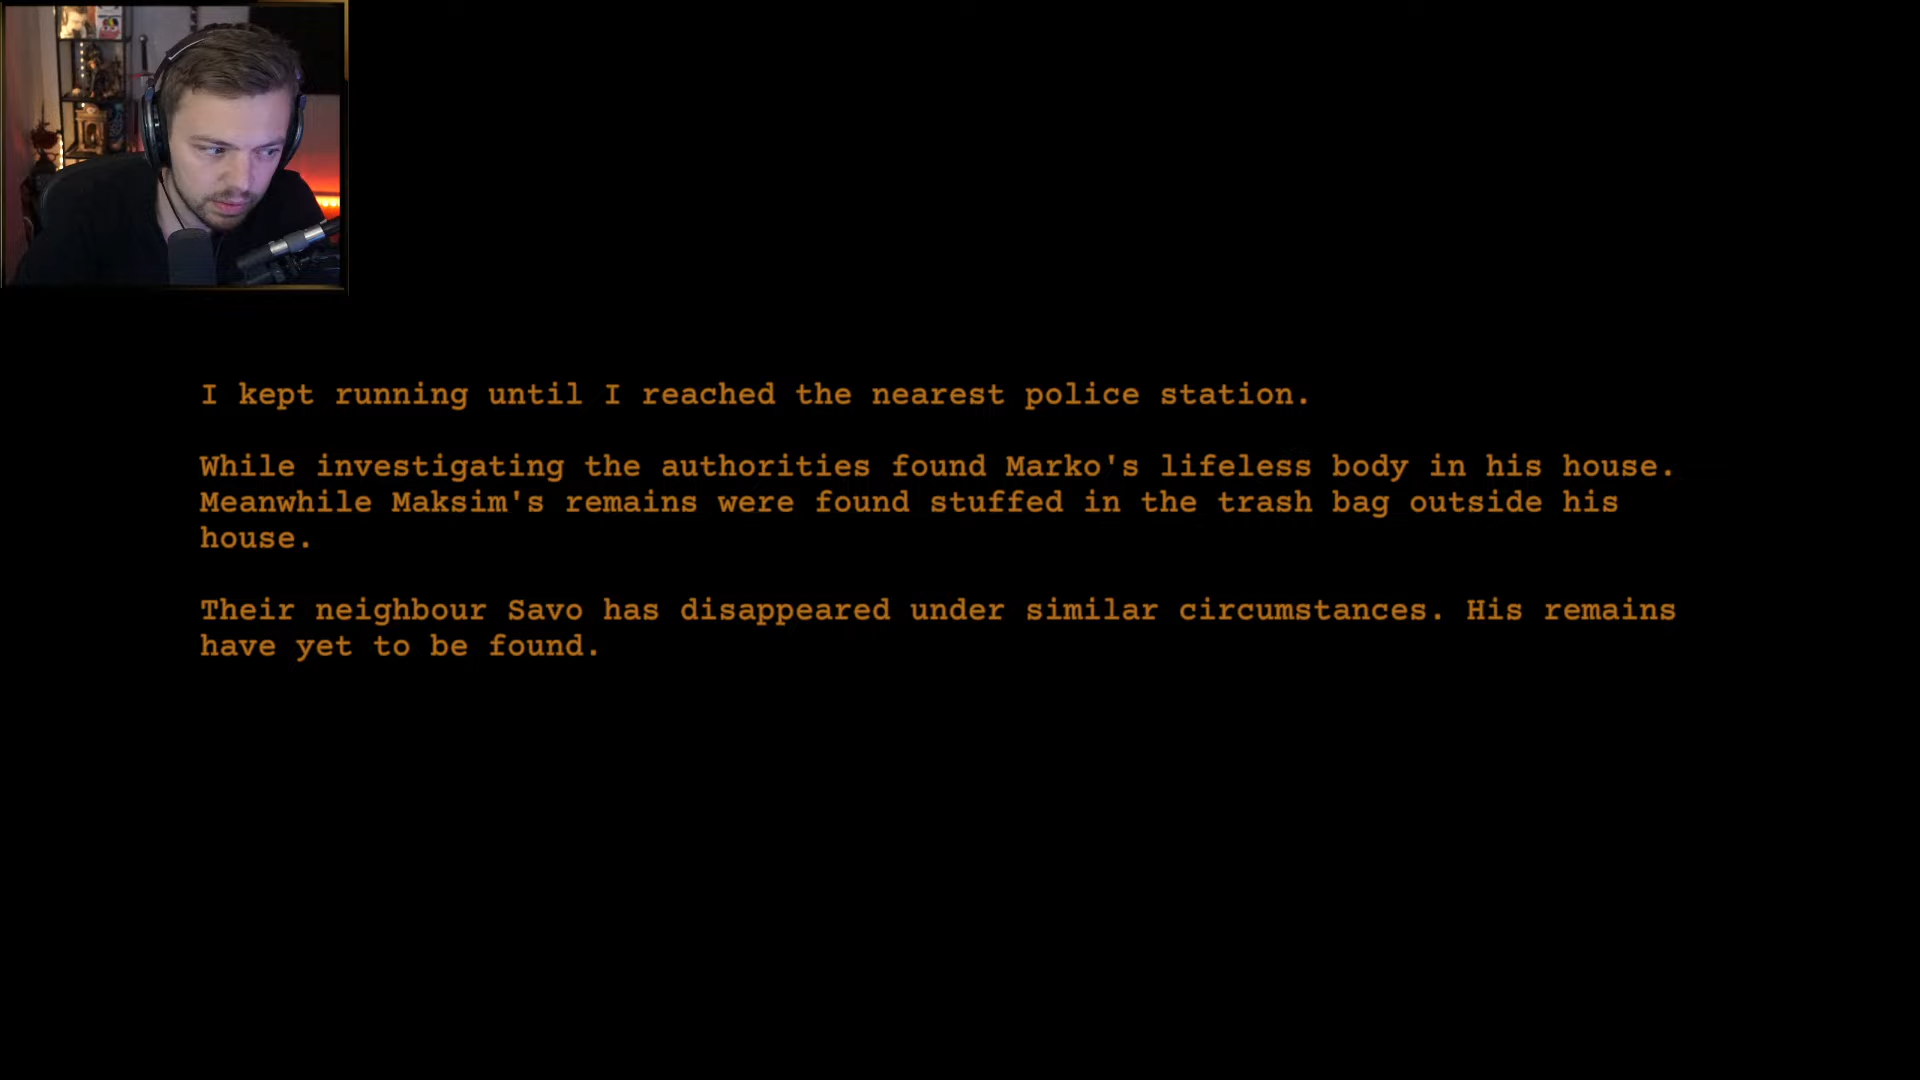 I kept running until I reached the nearest police station.
While investigating the authorities found Marko's lifeless body in his house.
Meanwhile Maksim's remains were found stuffed in the trash bag outside his
house.
Their neighbour Savo has disappeared under similar circumstances. His remains
have yet to be found.